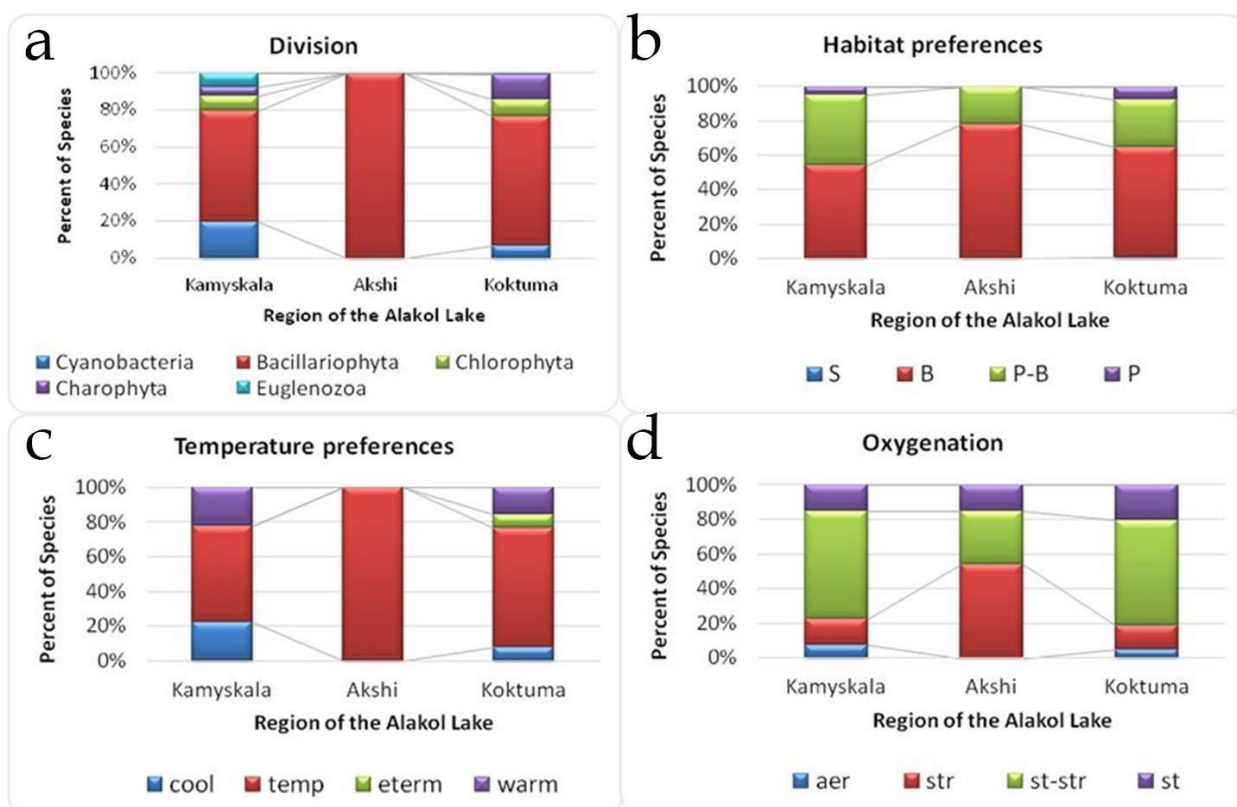 a
Division
Percent of Species
100%
80%
60%
40%
20%
0%
Kamyskala Akshi Koktuma
Region of the Alakol Lake
Cyanobacteria Bacillariophyta Chlorophyta
Charophyta Euglenozoa
b
Habitat preferences
Percent of Species
100%
80%
60%
40%
20%
0%
Kamyskala Akshi Koktuma
Region of the Alakol Lake
S B P-B P
c
Temperature preferences
Percent of Species
100%
80%
60%
40%
20%
0%
Kamyskala Akshi Koktuma
Region of the Alakol Lake
cool temp eterm warm
d
Oxygenation
Percent of Species
100%
80%
60%
40%
20%
0%
Kamyskala Akshi Koktuma
Region of the Alakol Lake
aer str st-str st